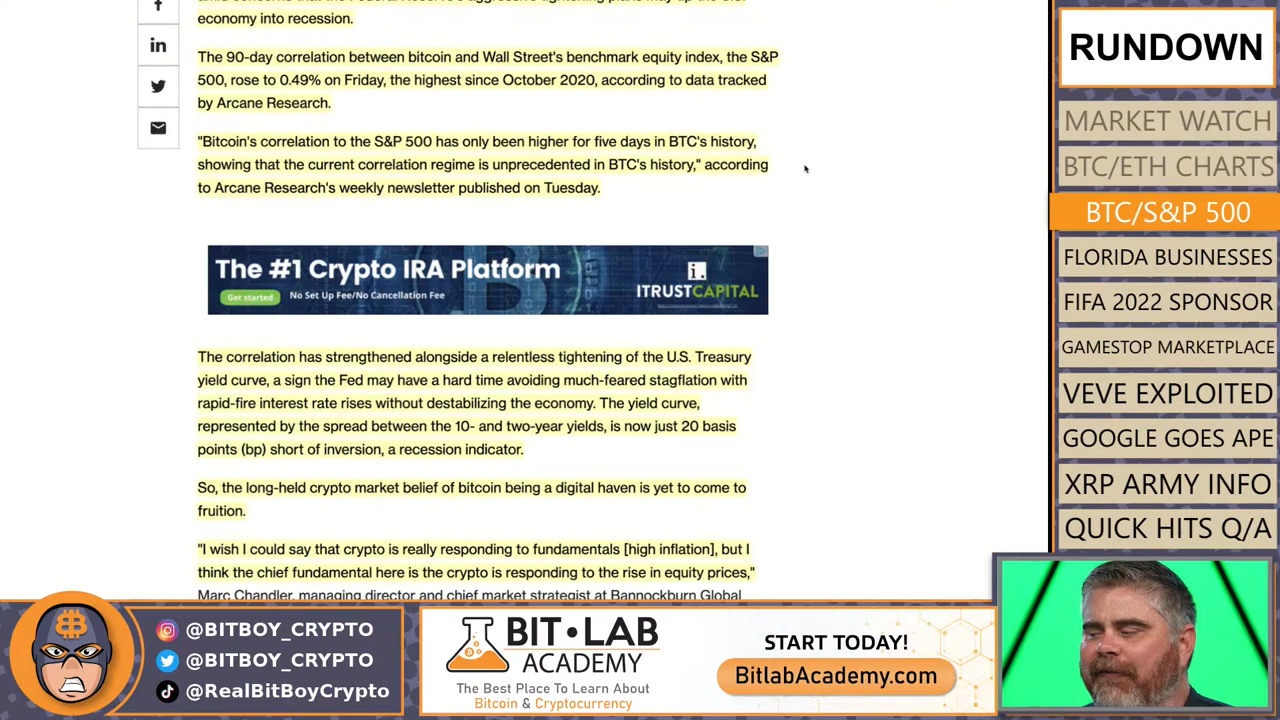 amid concerns that the Federal Reserve's aggressive tightening plans may tip the U.S.
economy into recession.
The 90-day correlation between bitcoin and Wall Street's benchmark equity index, the S&P
500, rose to 0.49% on Friday, the highest since October 2020, according to data tracked
by Arcane Research.
"Bitcoin's correlation to the S&P 500 has only been higher for five days in BTC's history,
showing that the current correlation regime is unprecedented in BTC's history," according
to Arcane Research's weekly newsletter published on Tuesday.
The #1 Crypto IRA Platform
Get started
No Set Up Fee/No Cancellation Fee
i.
ITRUSTCAPITAL
The correlation has strengthened alongside a relentless tightening of the U.S. Treasury
yield curve, a sign the Fed may have a hard time avoiding much-feared stagflation with
rapid-fire interest rate rises without destabilizing the economy. The yield curve,
represented by the spread between the 10- and two-year yields, is now just 20 basis
points (bp) short of inversion, a recession indicator.
So, the long-held crypto market belief of bitcoin being a digital haven is yet to come to
fruition.
"I wish I could say that crypto is really responding to fundamentals [high inflation], but I
think the chief fundamental here is the crypto is responding to the rise in equity prices,"
Marc Chandler, managing director and chief market strategist at Bannockburn Global
RUNDOWN
MARKET WATCH
BTC/ETH CHARTS
BTC/S&P 500
FLORIDA BUSINESSES
FIFA 2022 SPONSOR
GAMESTOP MARKETPLACE
VEVE EXPLOITED
GOOGLE GOES APE
XRP ARMY INFO
QUICK HITS Q/A
@BITBOY_CRYPTO
@BITBOY_CRYPTO
@RealBitBoyCrypto
BIT•LAB
ACADEMY
The Best Place To Learn About
Bitcoin & Cryptocurrency
START TODAY!
BitlabAcademy.com